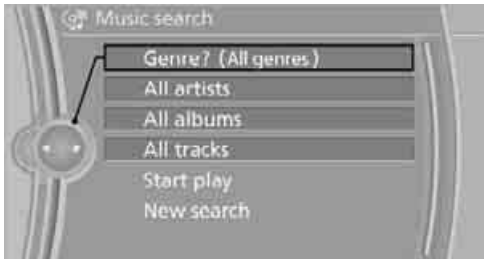 Music search
Genre? (All genres)
All artists
All albums
All tracks
Start play
New search